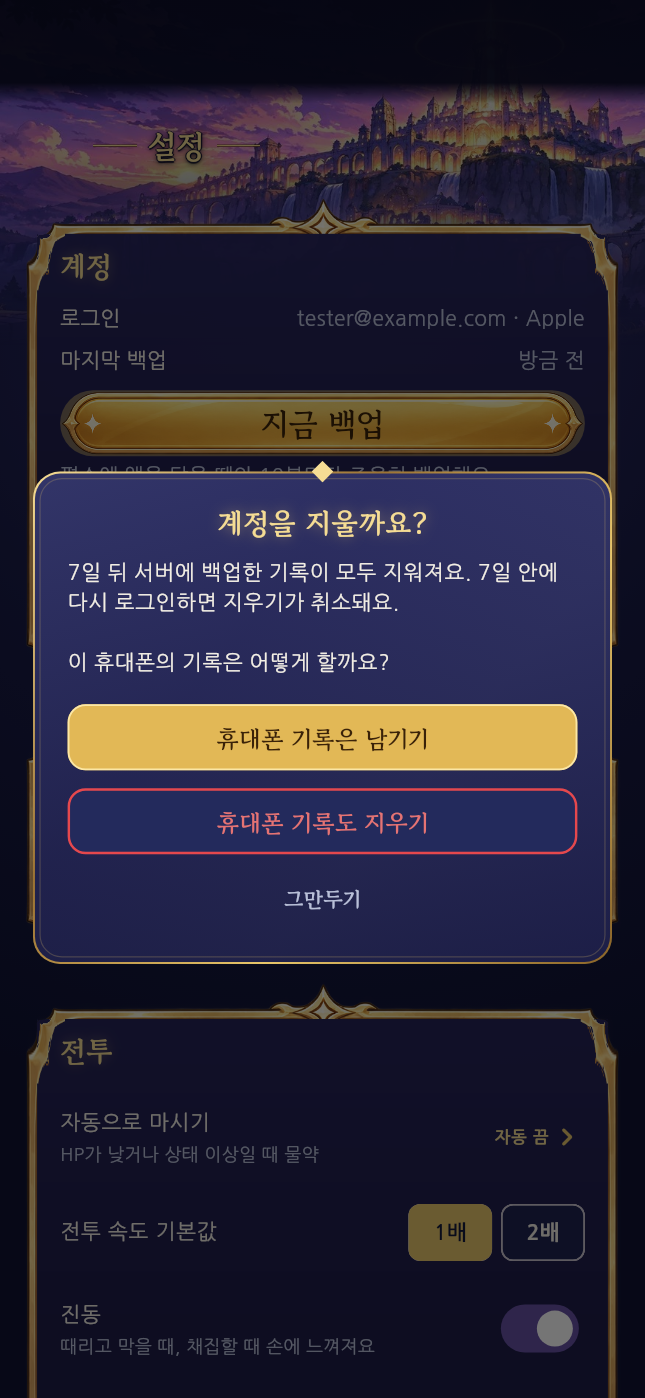 설정
계정
로그인 tester@example.com · Apple
마지막 백업 방금 전
지금 백업
계정을 지울까요?
7일 뒤 서버에 백업한 기록이 모두 지워져요. 7일 안에
다시 로그인하면 지우기가 취소돼요.
이 휴대폰의 기록은 어떻게 할까요?
휴대폰 기록은 남기기
휴대폰 기록도 지우기
그만두기
전투
자동으로 마시기
HP가 낮거나 상태 이상일 때 물약
자동 끔
전투 속도 기본값 1배 2배
진동
때리고 막을 때, 채집할 때 손에 느껴져요